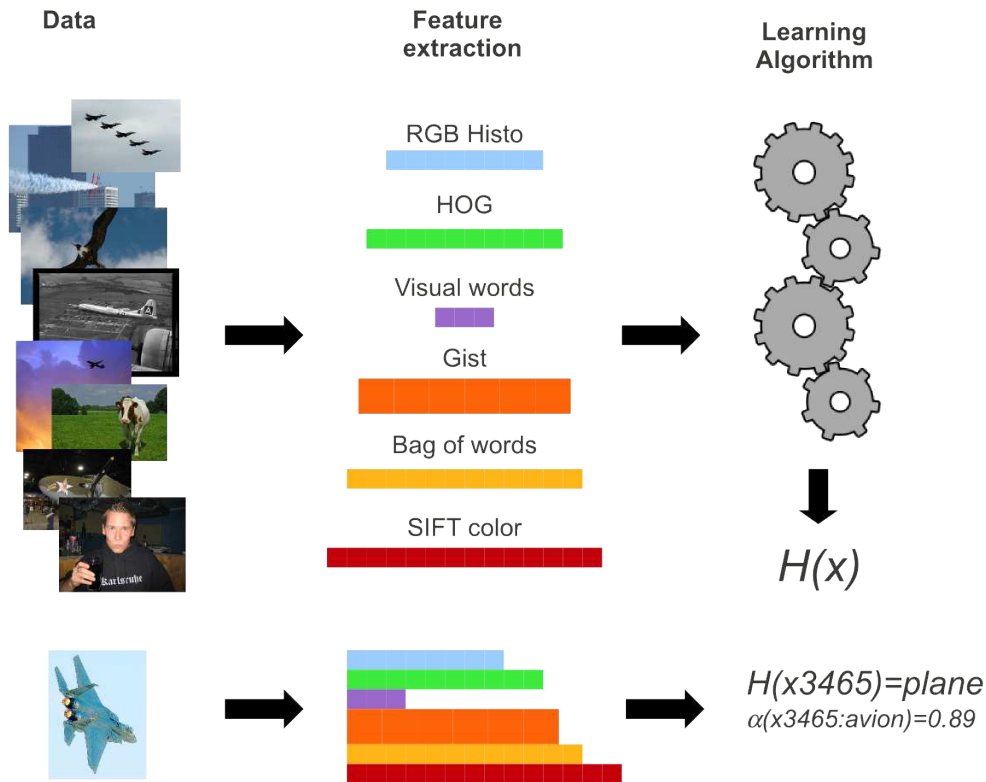 Data
Feature
extraction
Learning
Algorithm
RGB Histo
HOG
Visual words
Gist
Bag of words
SIFT color
A
Karlsruhe
H(x)
H(x3465)=plane
α(x3465:avion)=0.89